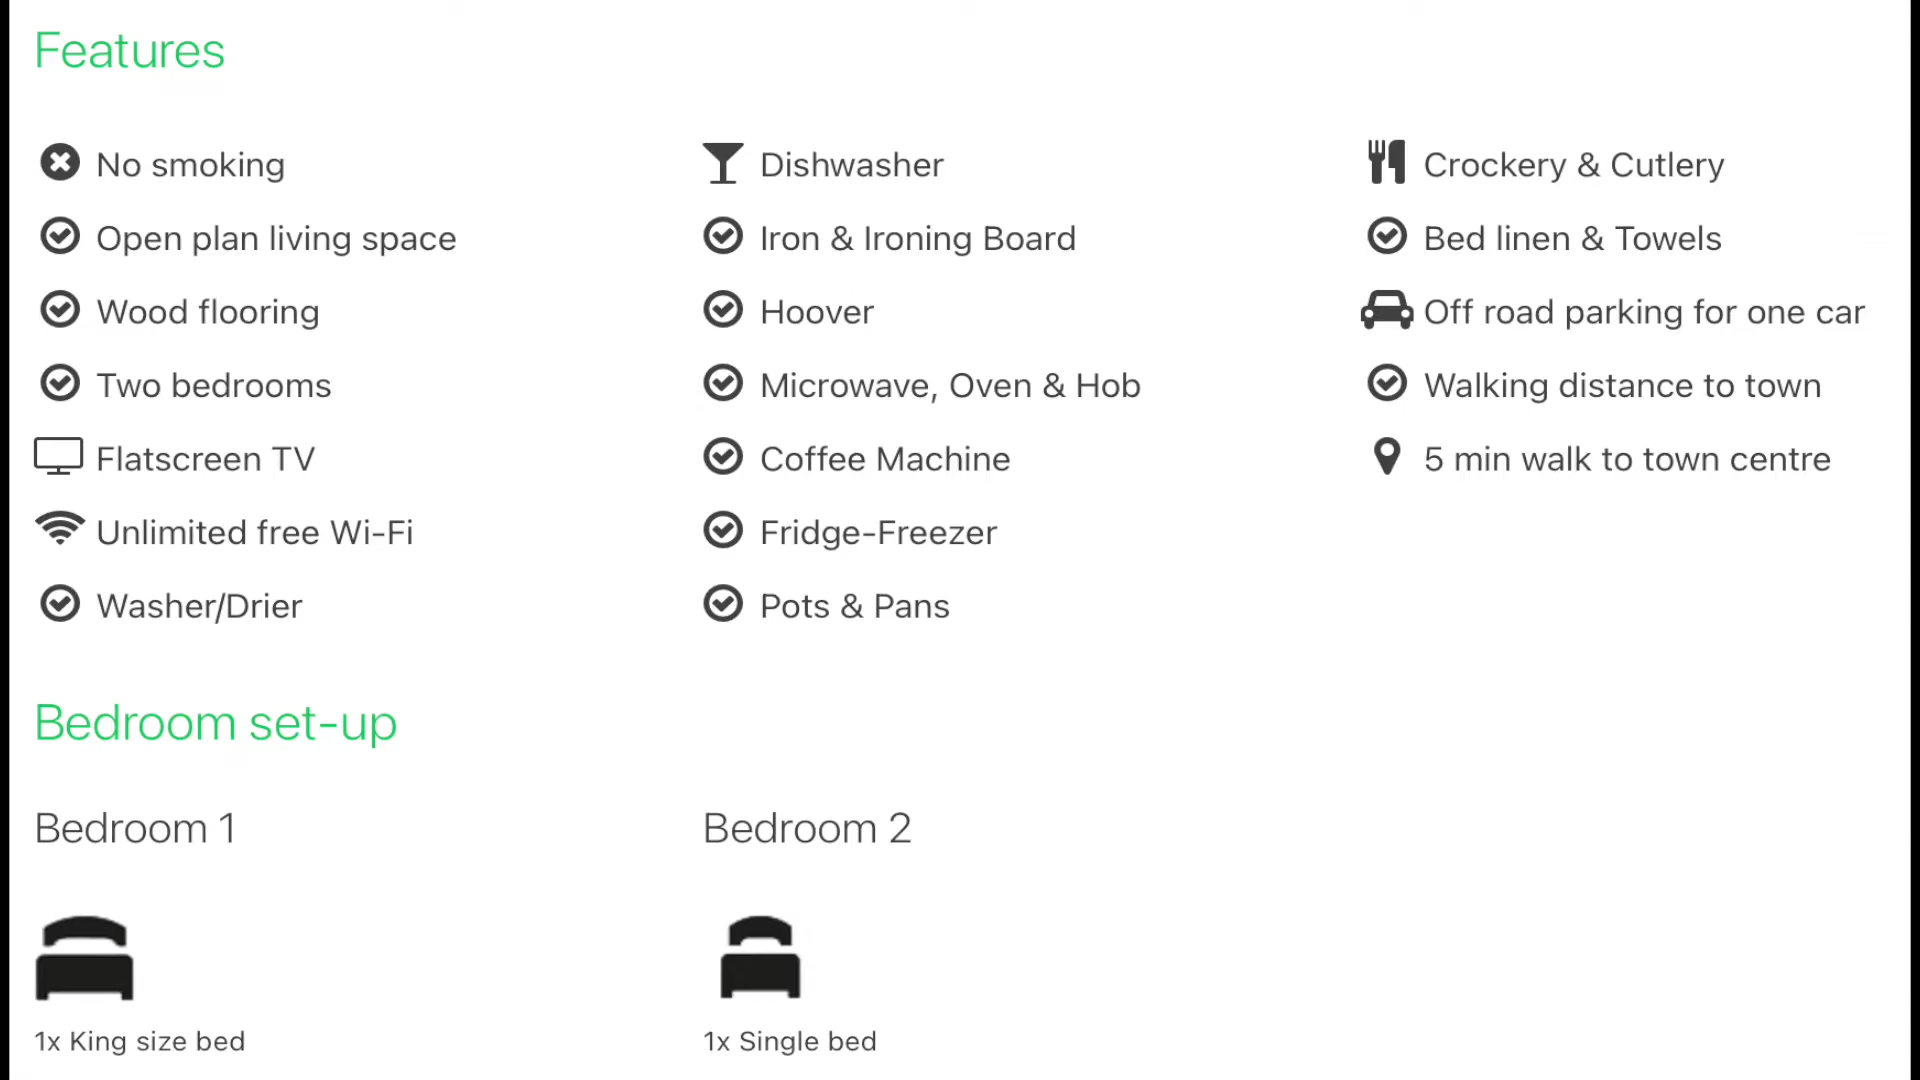 Features
No smoking
Open plan living space
Wood flooring
Two bedrooms
Flatscreen TV
Unlimited free Wi-Fi
Washer/Drier
Dishwasher
Iron & Ironing Board
Hoover
Microwave, Oven & Hob
Coffee Machine
Fridge-Freezer
Pots & Pans
Crockery & Cutlery
Bed linen & Towels
Off road parking for one car
Walking distance to town
5 min walk to town centre
Bedroom set-up
Bedroom 1
1x King size bed
Bedroom 2
1x Single bed